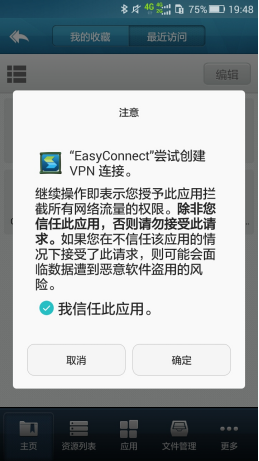 4G 75% 19:48
我的收藏 最近访问
编辑
注意
“EasyConnect”尝试创建
VPN 连接。
继续操作即表示您授予此应用拦
截所有网络流量的权限。除非您
信任此应用，否则请勿接受此请
求。如果您在不信任该应用的情
况下接受了此请求，则可能会面
临数据遭到恶意软件盗用的风
险。
我信任此应用。
取消 确定
主页 资源列表 应用 文件管理 更多